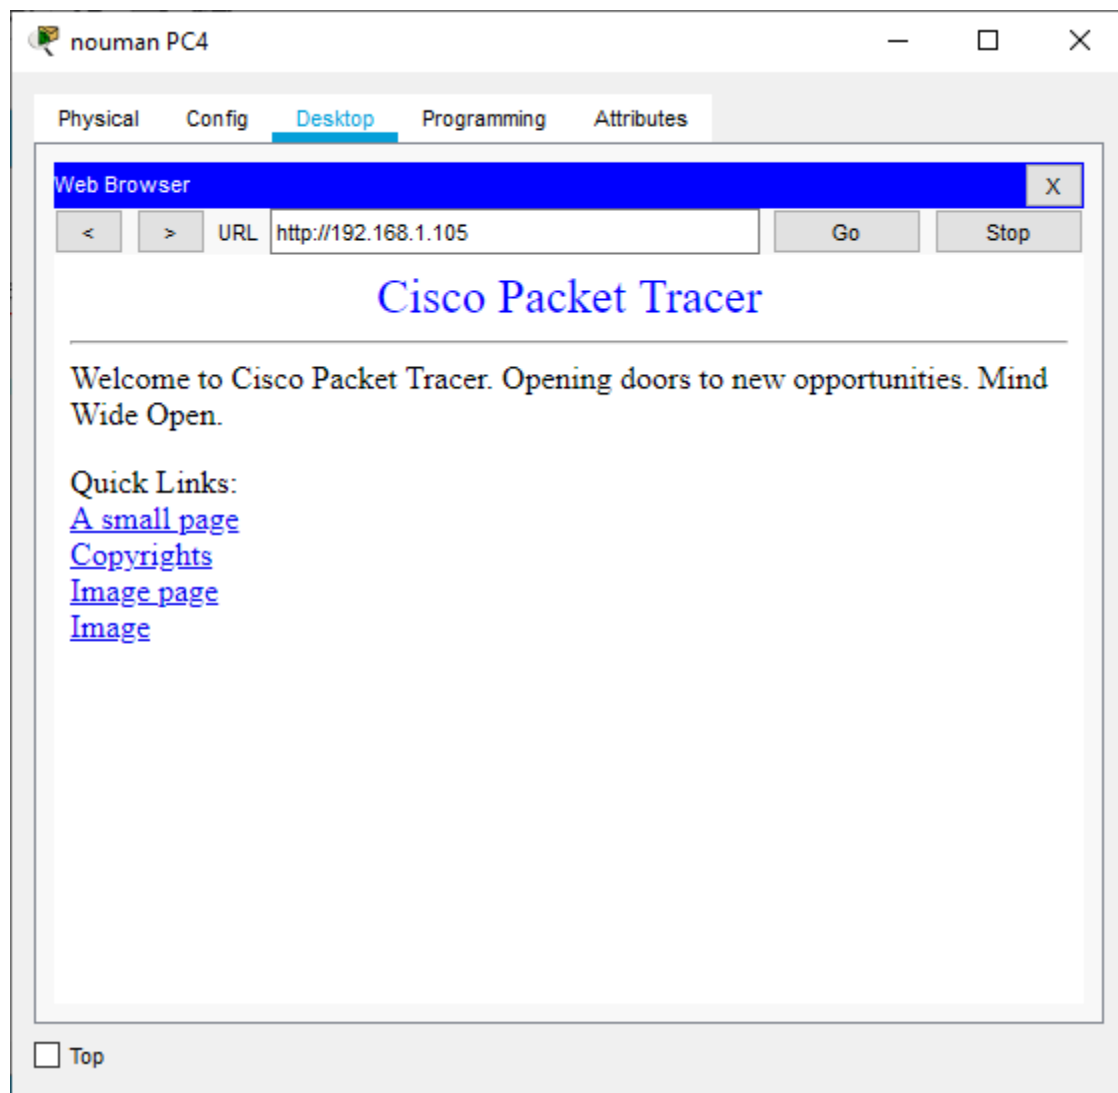 nouman PC4
Physical Config Desktop Programming Attributes
Web Browser X
< > URL http://192.168.1.105 Go Stop
Cisco Packet Tracer
Welcome to Cisco Packet Tracer. Opening doors to new opportunities. Mind
Wide Open.
Quick Links:
A small page
Copyrights
Image page
Image
Top